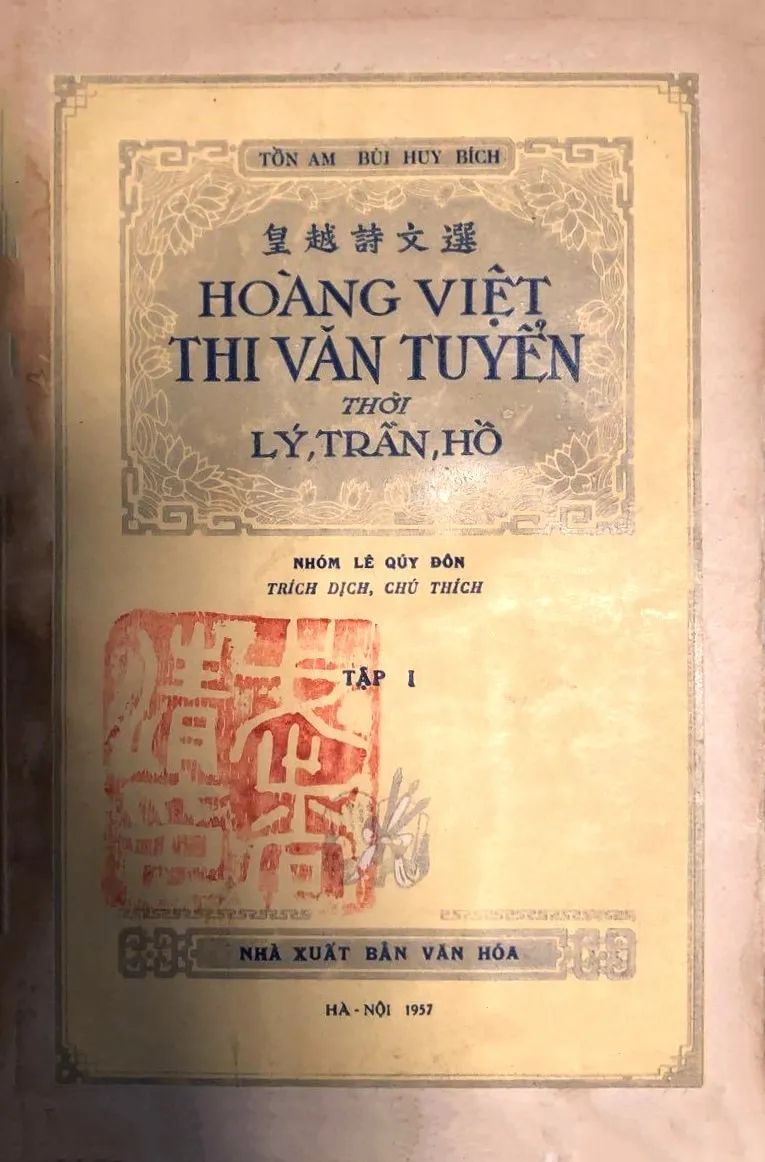 TỒN AM BÙI HUY BÍCH
皇越詩文選
HOÀNG VIỆT
THI VĂN TUYỂN
THỜI
LÝ, TRẦN, HỒ
NHÓM LÊ QÚY ĐÔN
TRÍCH DỊCH, CHÚ THÍCH
TẬP I
NHÀ XUẤT BẢN VĂN HÓA
HÀ - NỘI 1957